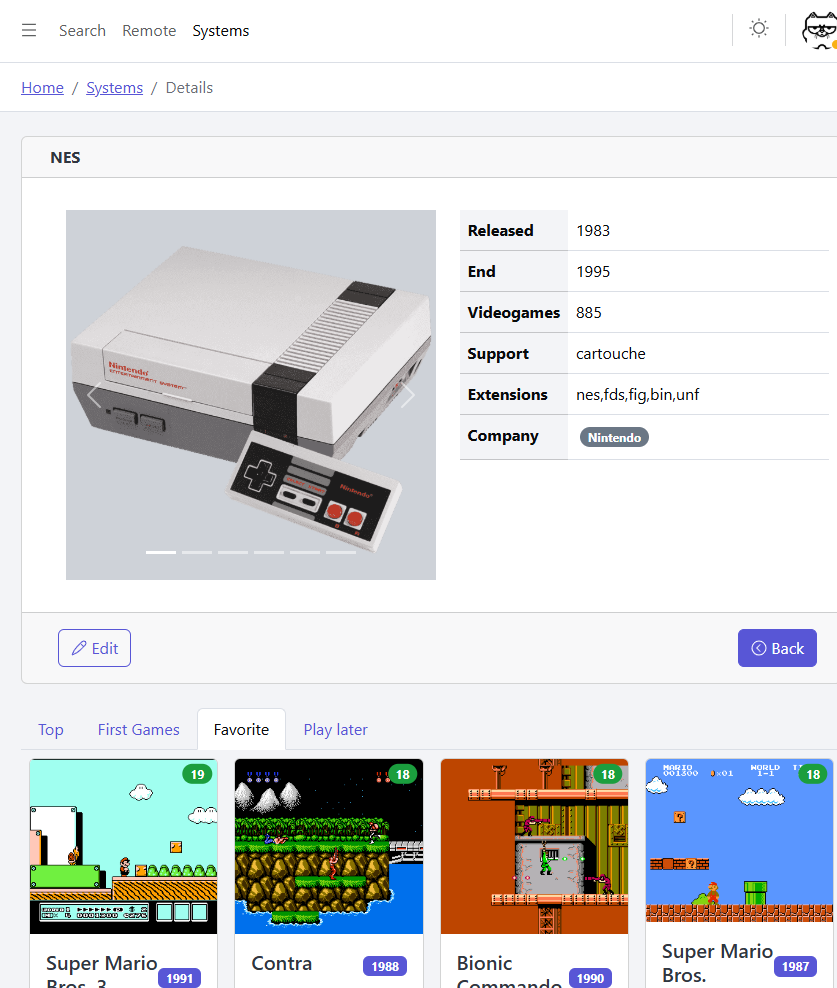 Search Remote Systems
Home / Systems / Details
NES
Nintendo
ENTERTAINMENT SYSTEM
Nintendo
Released 1983
End 1995
Videogames 885
Support cartouche
Extensions nes,fds,fig,bin,unf
Company Nintendo
Edit
Back
Top First Games Favorite Play later
19
18
18
18
MARIO WORLD
001300 ×01 1-1
Super Mario Bros. 3
1991
Contra
1988
Bionic Commando
1990
Super Mario
Bros.
1987